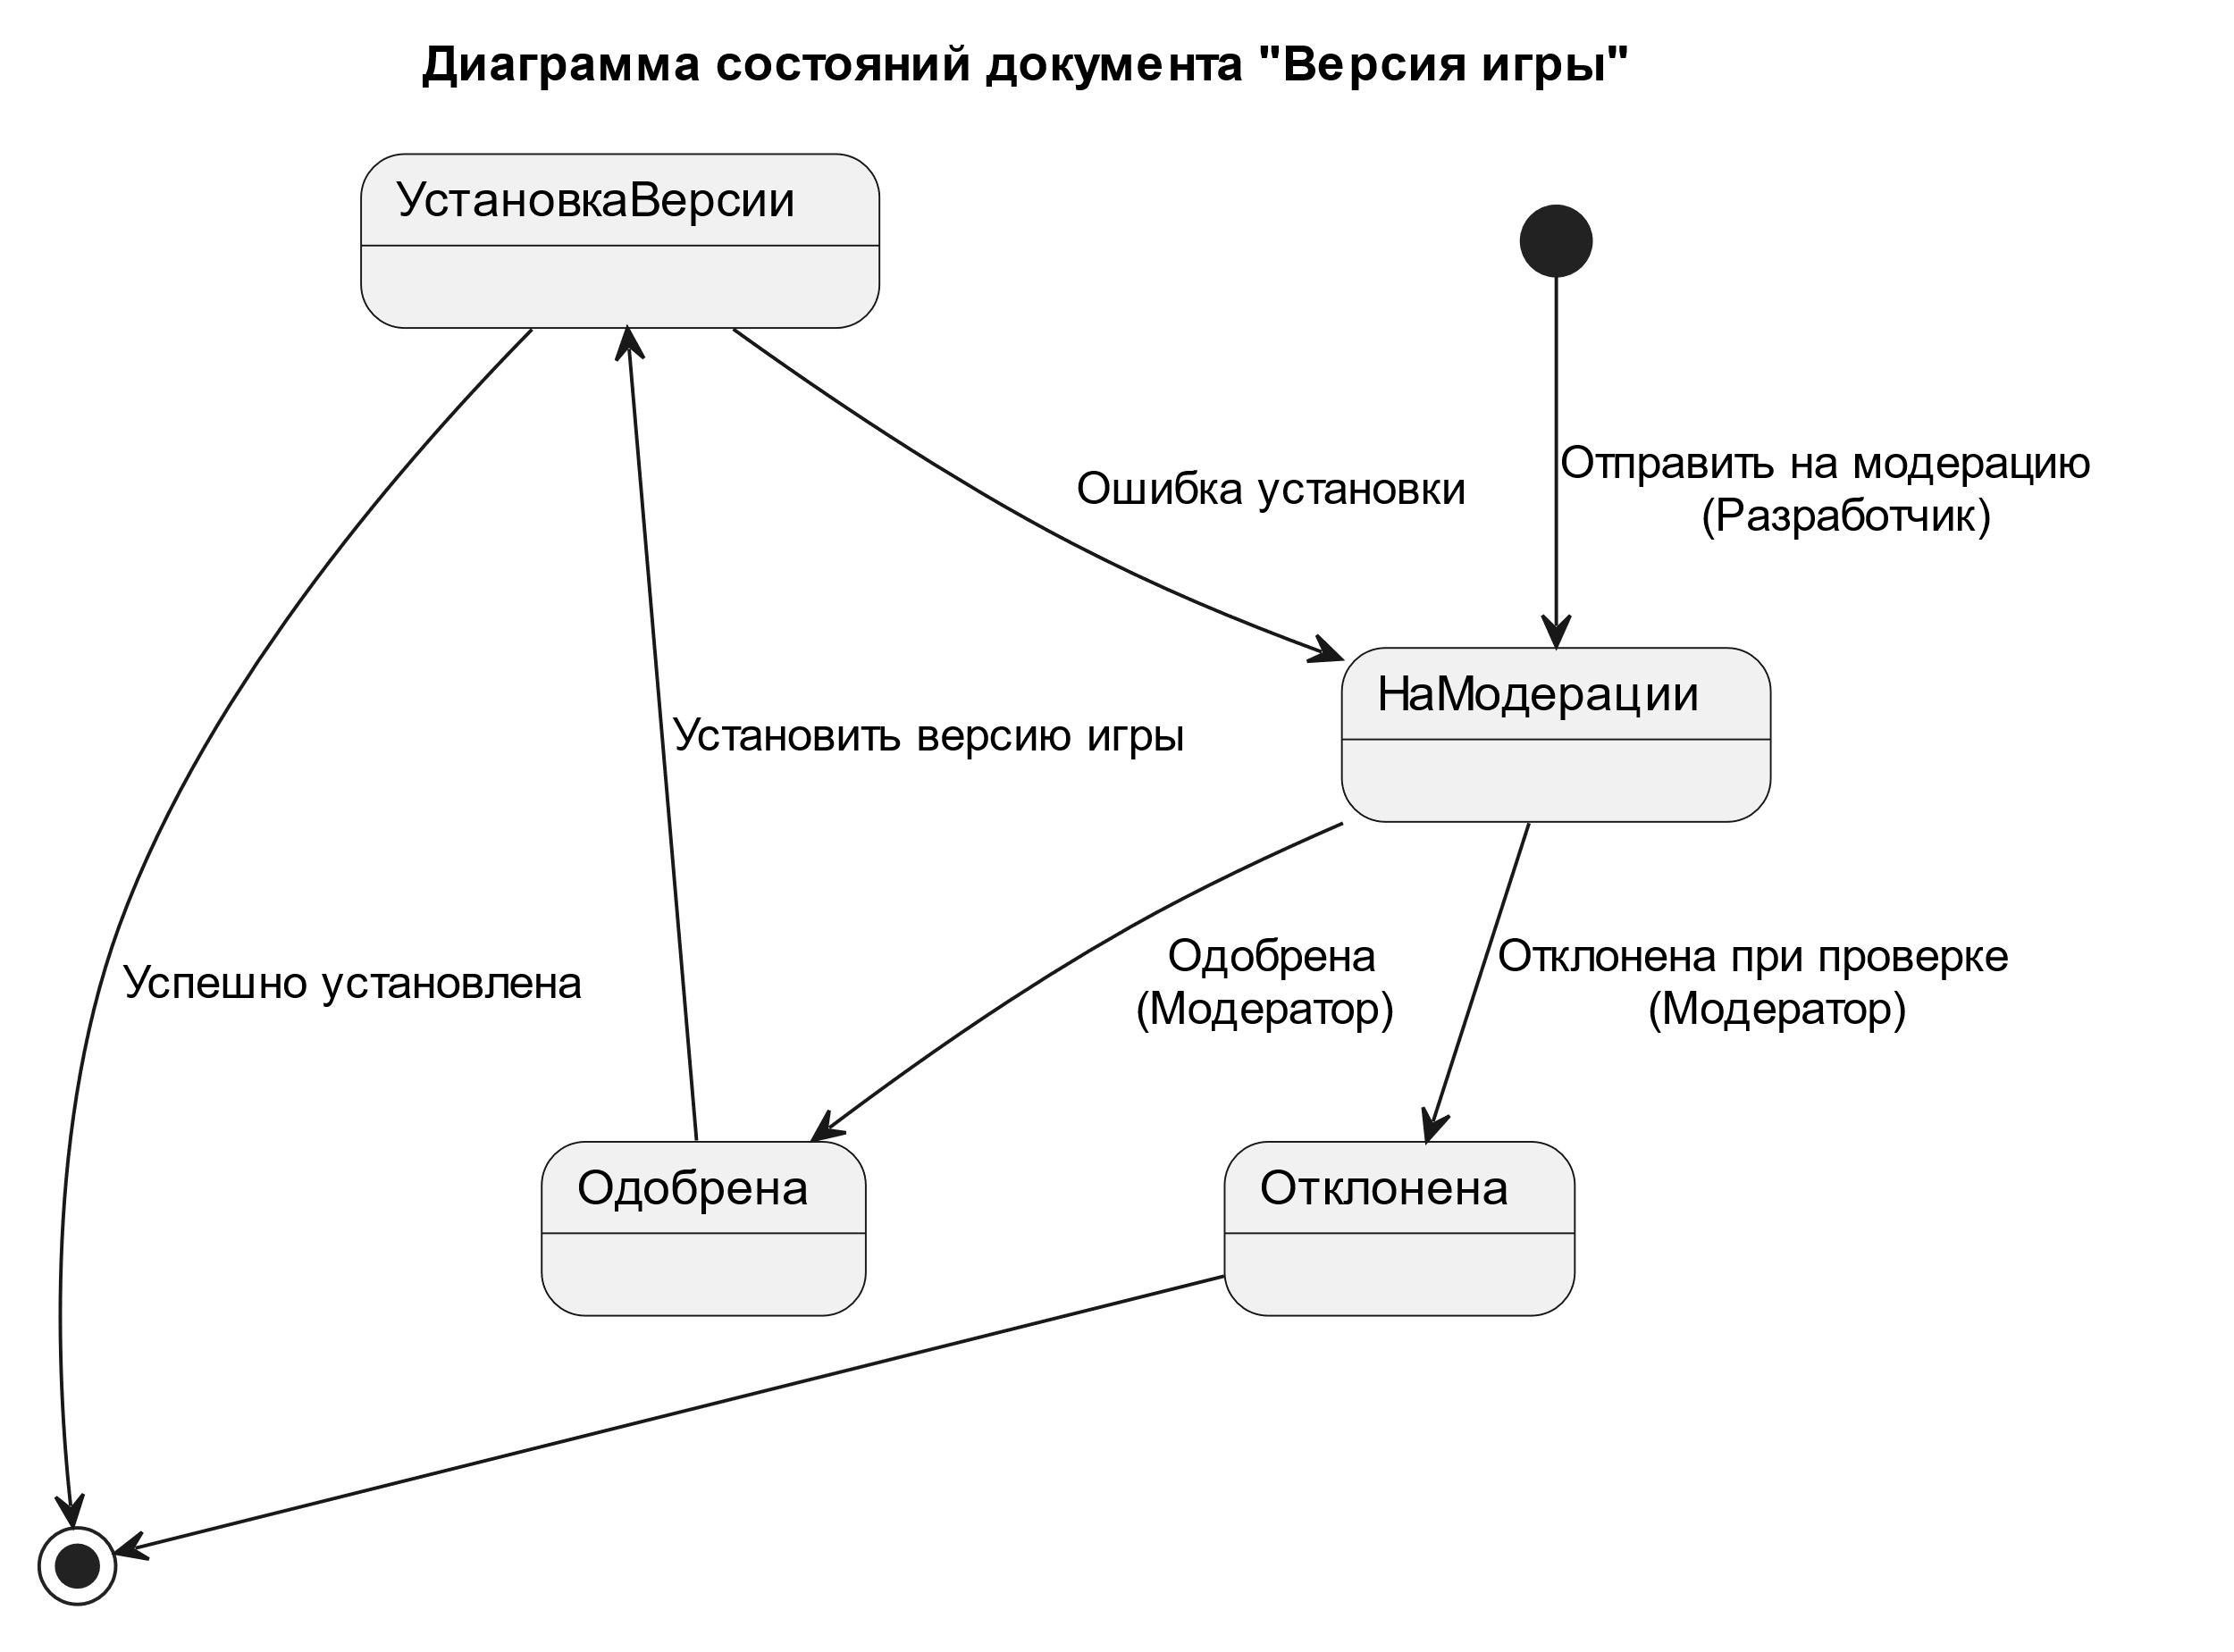 Диаграмма состояний документа "Версия игры"
УстановкаВерсии
Ошибка установки
Отправить на модерацию
(Разработчик)
НаМодерации
Установить версию игры
Успешно установлена
Одобрена
(Модератор)
Отклонена при проверке
(Модератор)
Одобрена
Отклонена